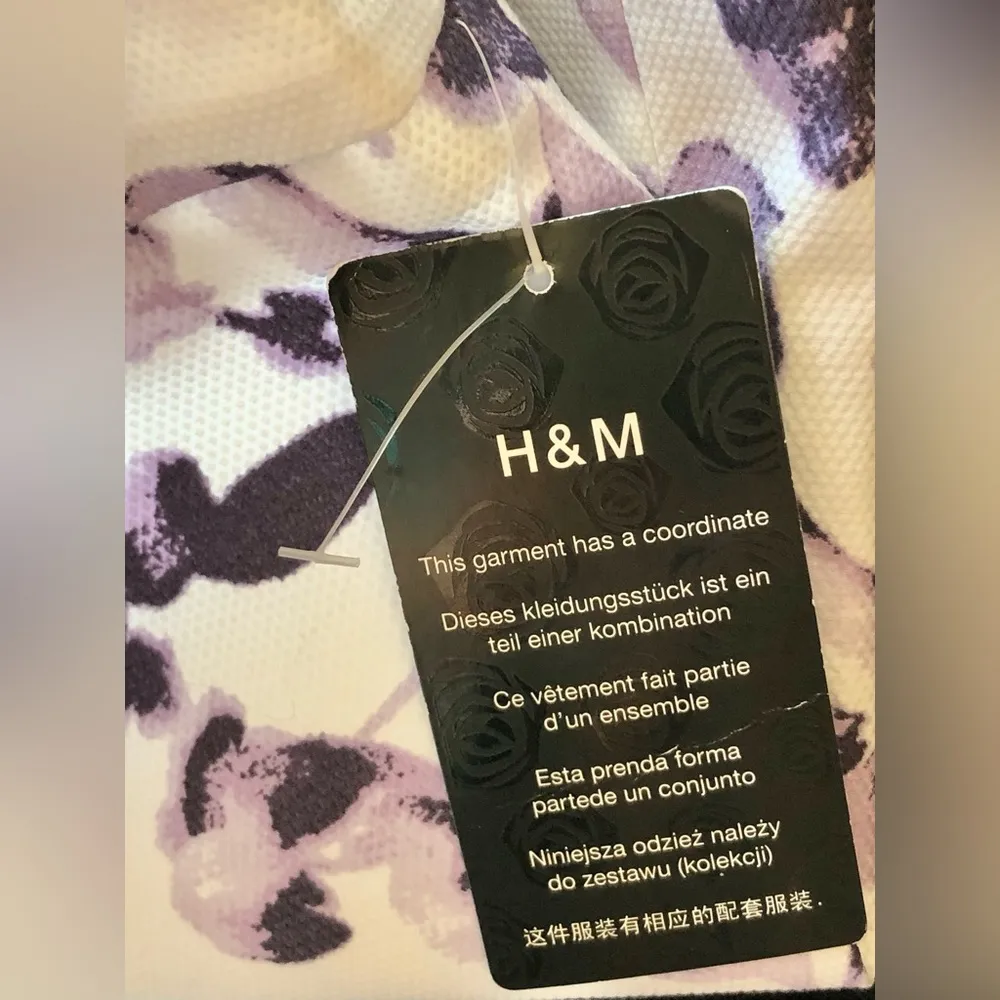 H&M
This garment has a coordinate
Dieses kleidungsstück ist ein
teil einer kombination
Ce vêtement fait partie
d'un ensemble
Esta prenda forma
partede un conjunto
Niniejsza odzież należy
do zestawu (kolekcji)
这件服装有相应的配套服装.